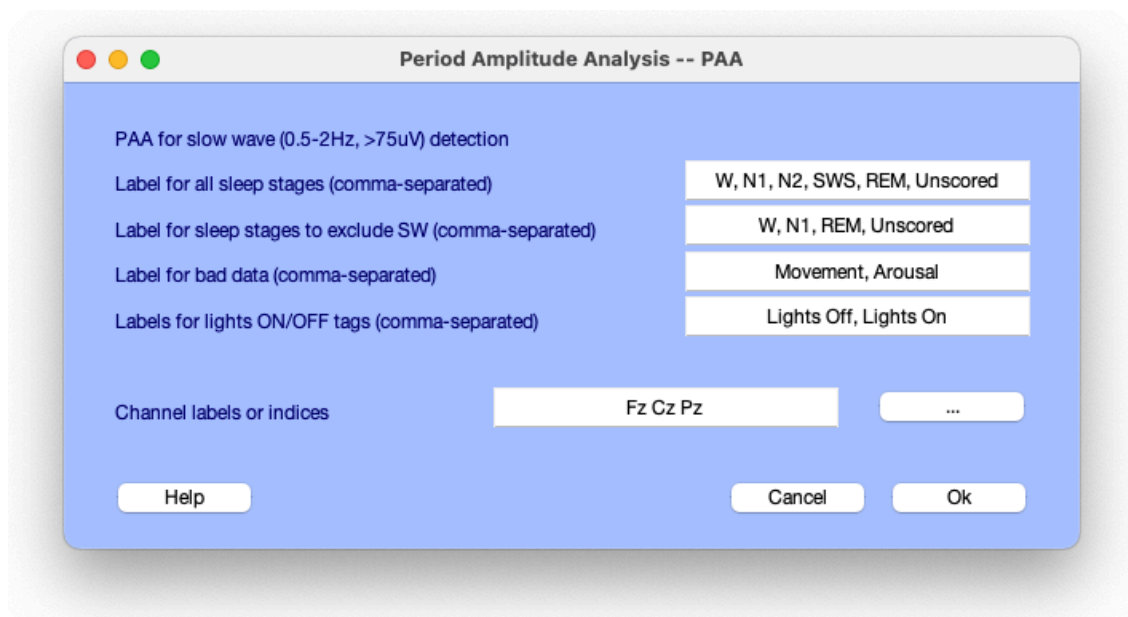 Period Amplitude Analysis -- PAA
PAA for slow wave (0.5-2Hz, >75uV) detection
Label for all sleep stages (comma-separated) W, N1, N2, SWS, REM, Unscored
Label for sleep stages to exclude SW (comma-separated) W, N1, REM, Unscored
Label for bad data (comma-separated) Movement, Arousal
Labels for lights ON/OFF tags (comma-separated) Lights Off, Lights On
Channel labels or indices Fz Cz Pz ...
Help Cancel Ok